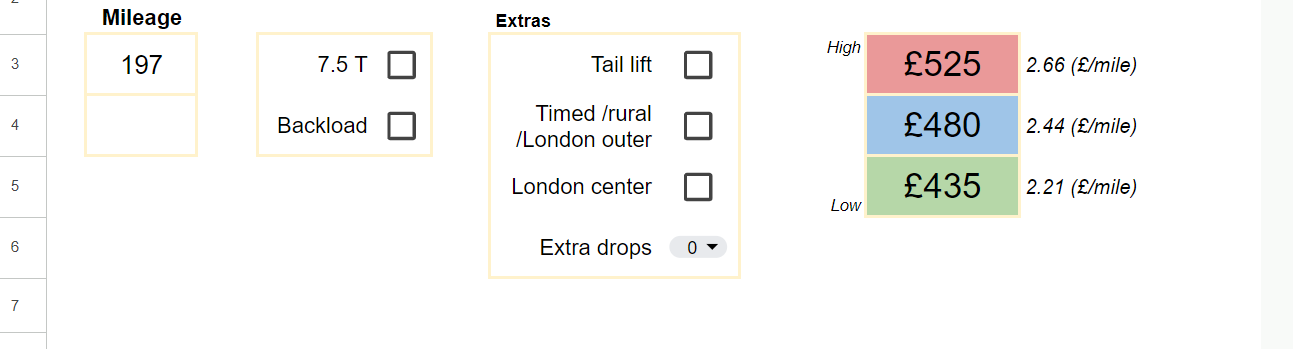 Mileage
Extras
3
197
7.5 T
Tail lift
High
£525
2.66 (£/mile)
4
Backload
Timed /rural
/London outer
£480
2.44 (£/mile)
5
London center
£435
2.21 (£/mile)
Low
6
Extra drops
0
7